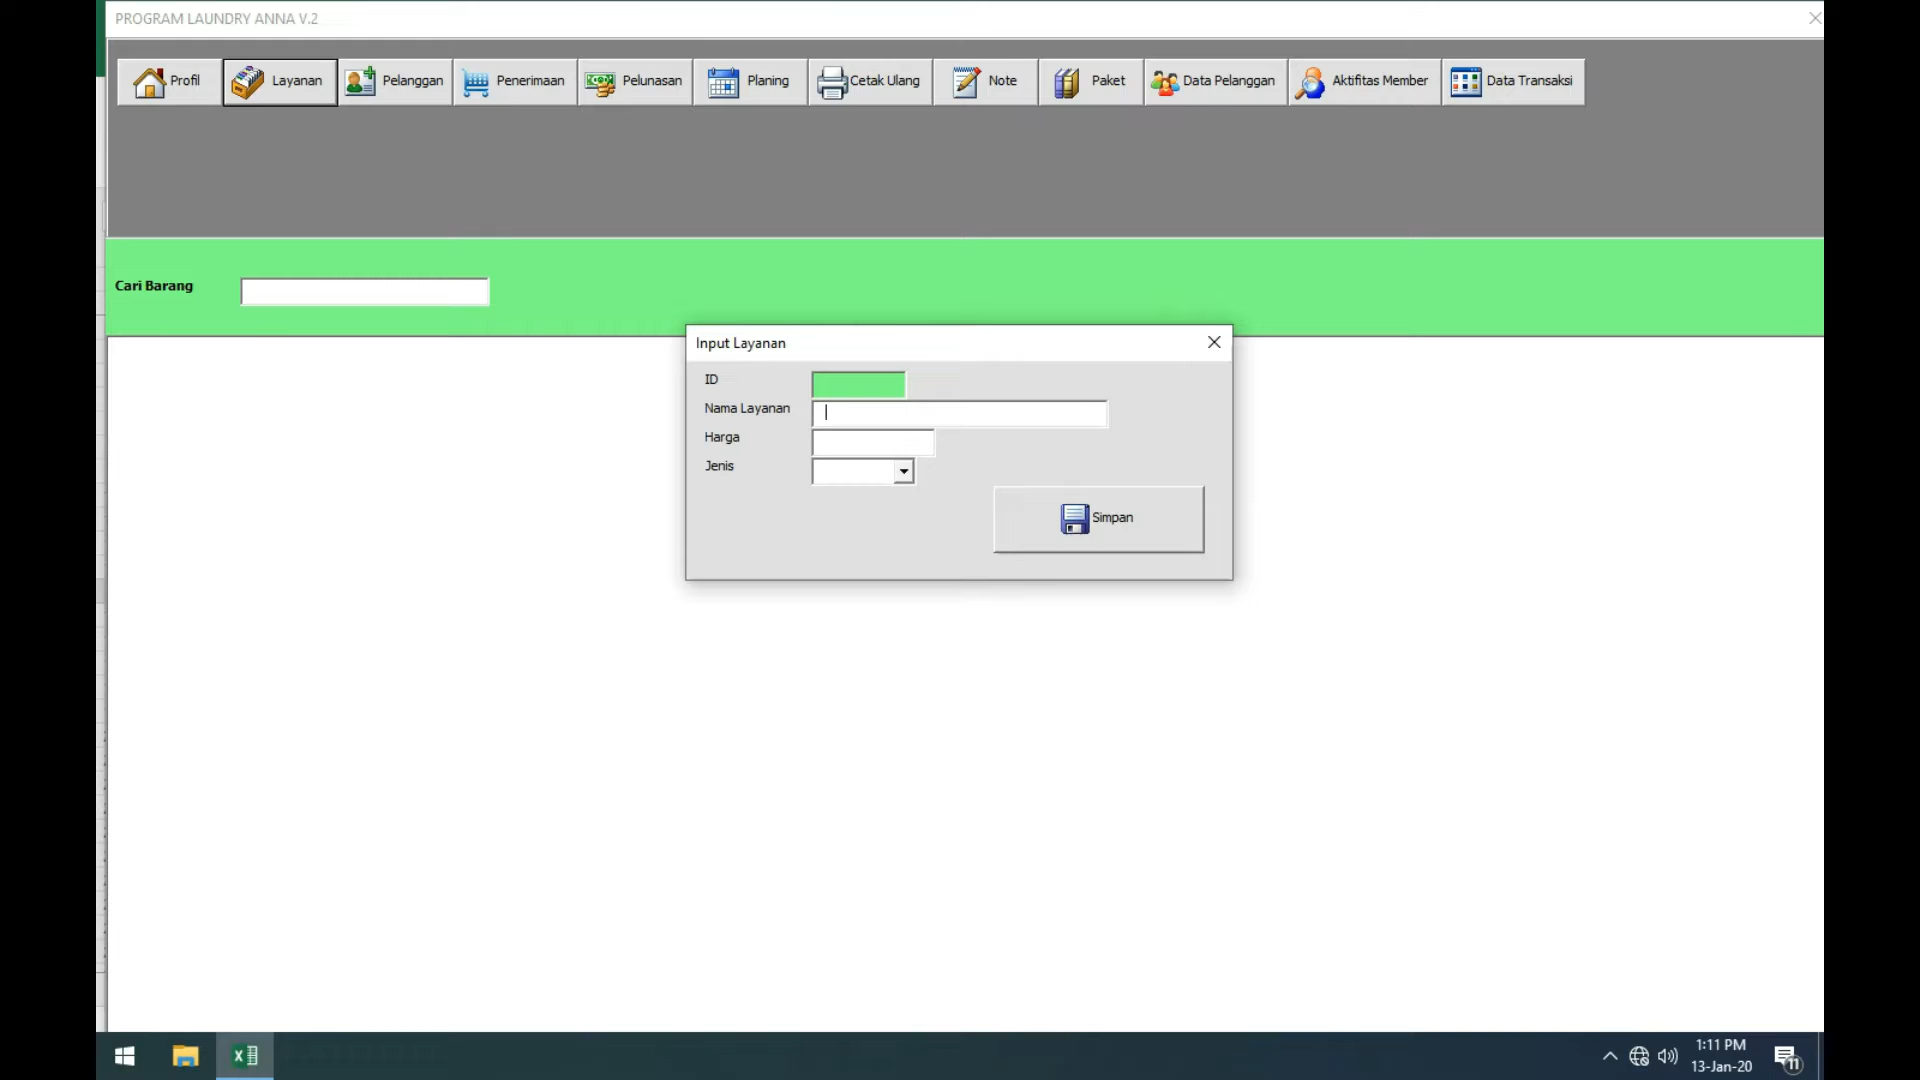 PROGRAM LAUNDRY ANNA V.2
Profil Layanan Pelanggan Penerimaan Pelunasan Planing Cetak Ulang Note Paket Data Pelanggan Aktifitas Member Data Transaksi
Cari Barang
Input Layanan
ID
Nama Layanan
Harga
Jenis
Simpan
1:11 PM
13-Jan-20
11